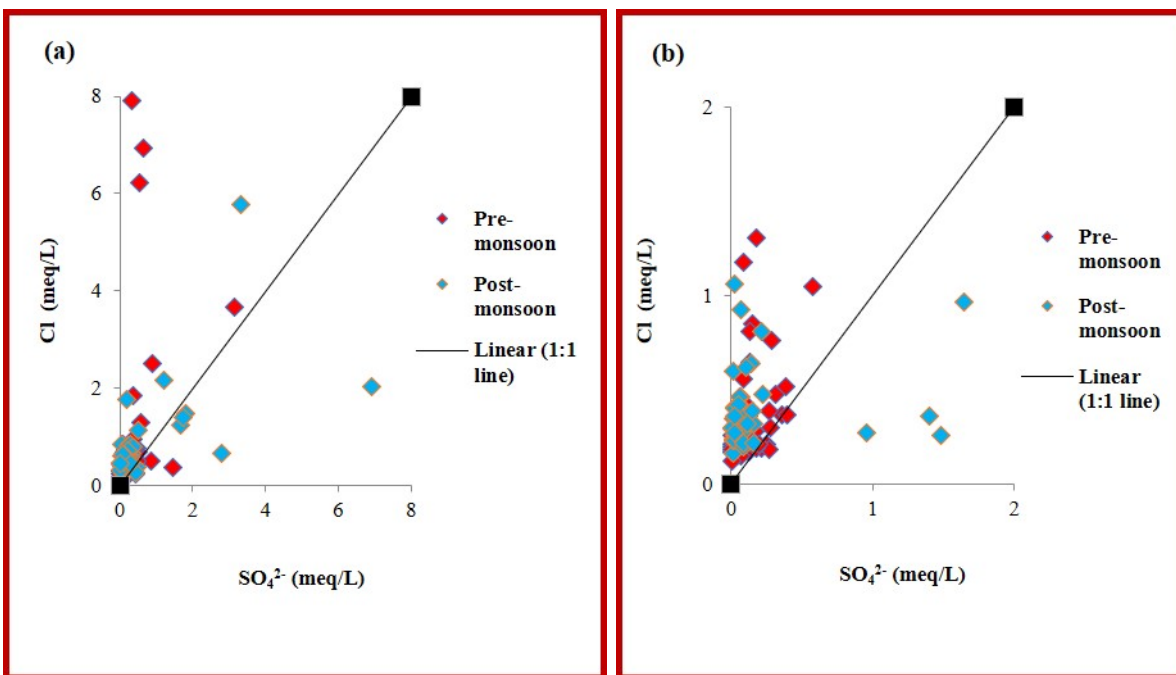 (a)
8
6
4
2
0
0 2 4 6 8
Cl (meq/L)
SO₄²⁻ (meq/L)
Pre-
monsoon
Post-
monsoon
Linear (1:1
line)
(b)
2
1
0
0 1 2
Cl (meq/L)
SO₄²⁻ (meq/L)
Pre-
monsoon
Post-
monsoon
Linear
(1:1 line)